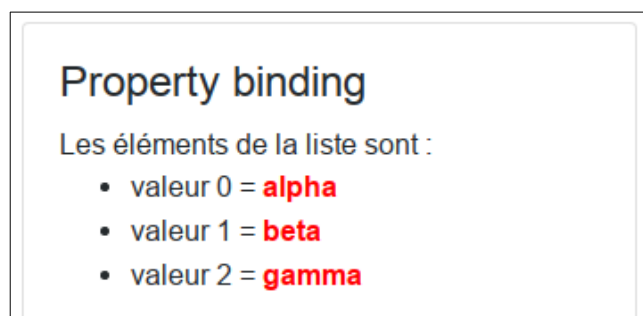 Property binding
Les éléments de la liste sont :
• valeur 0 = alpha
• valeur 1 = beta
• valeur 2 = gamma